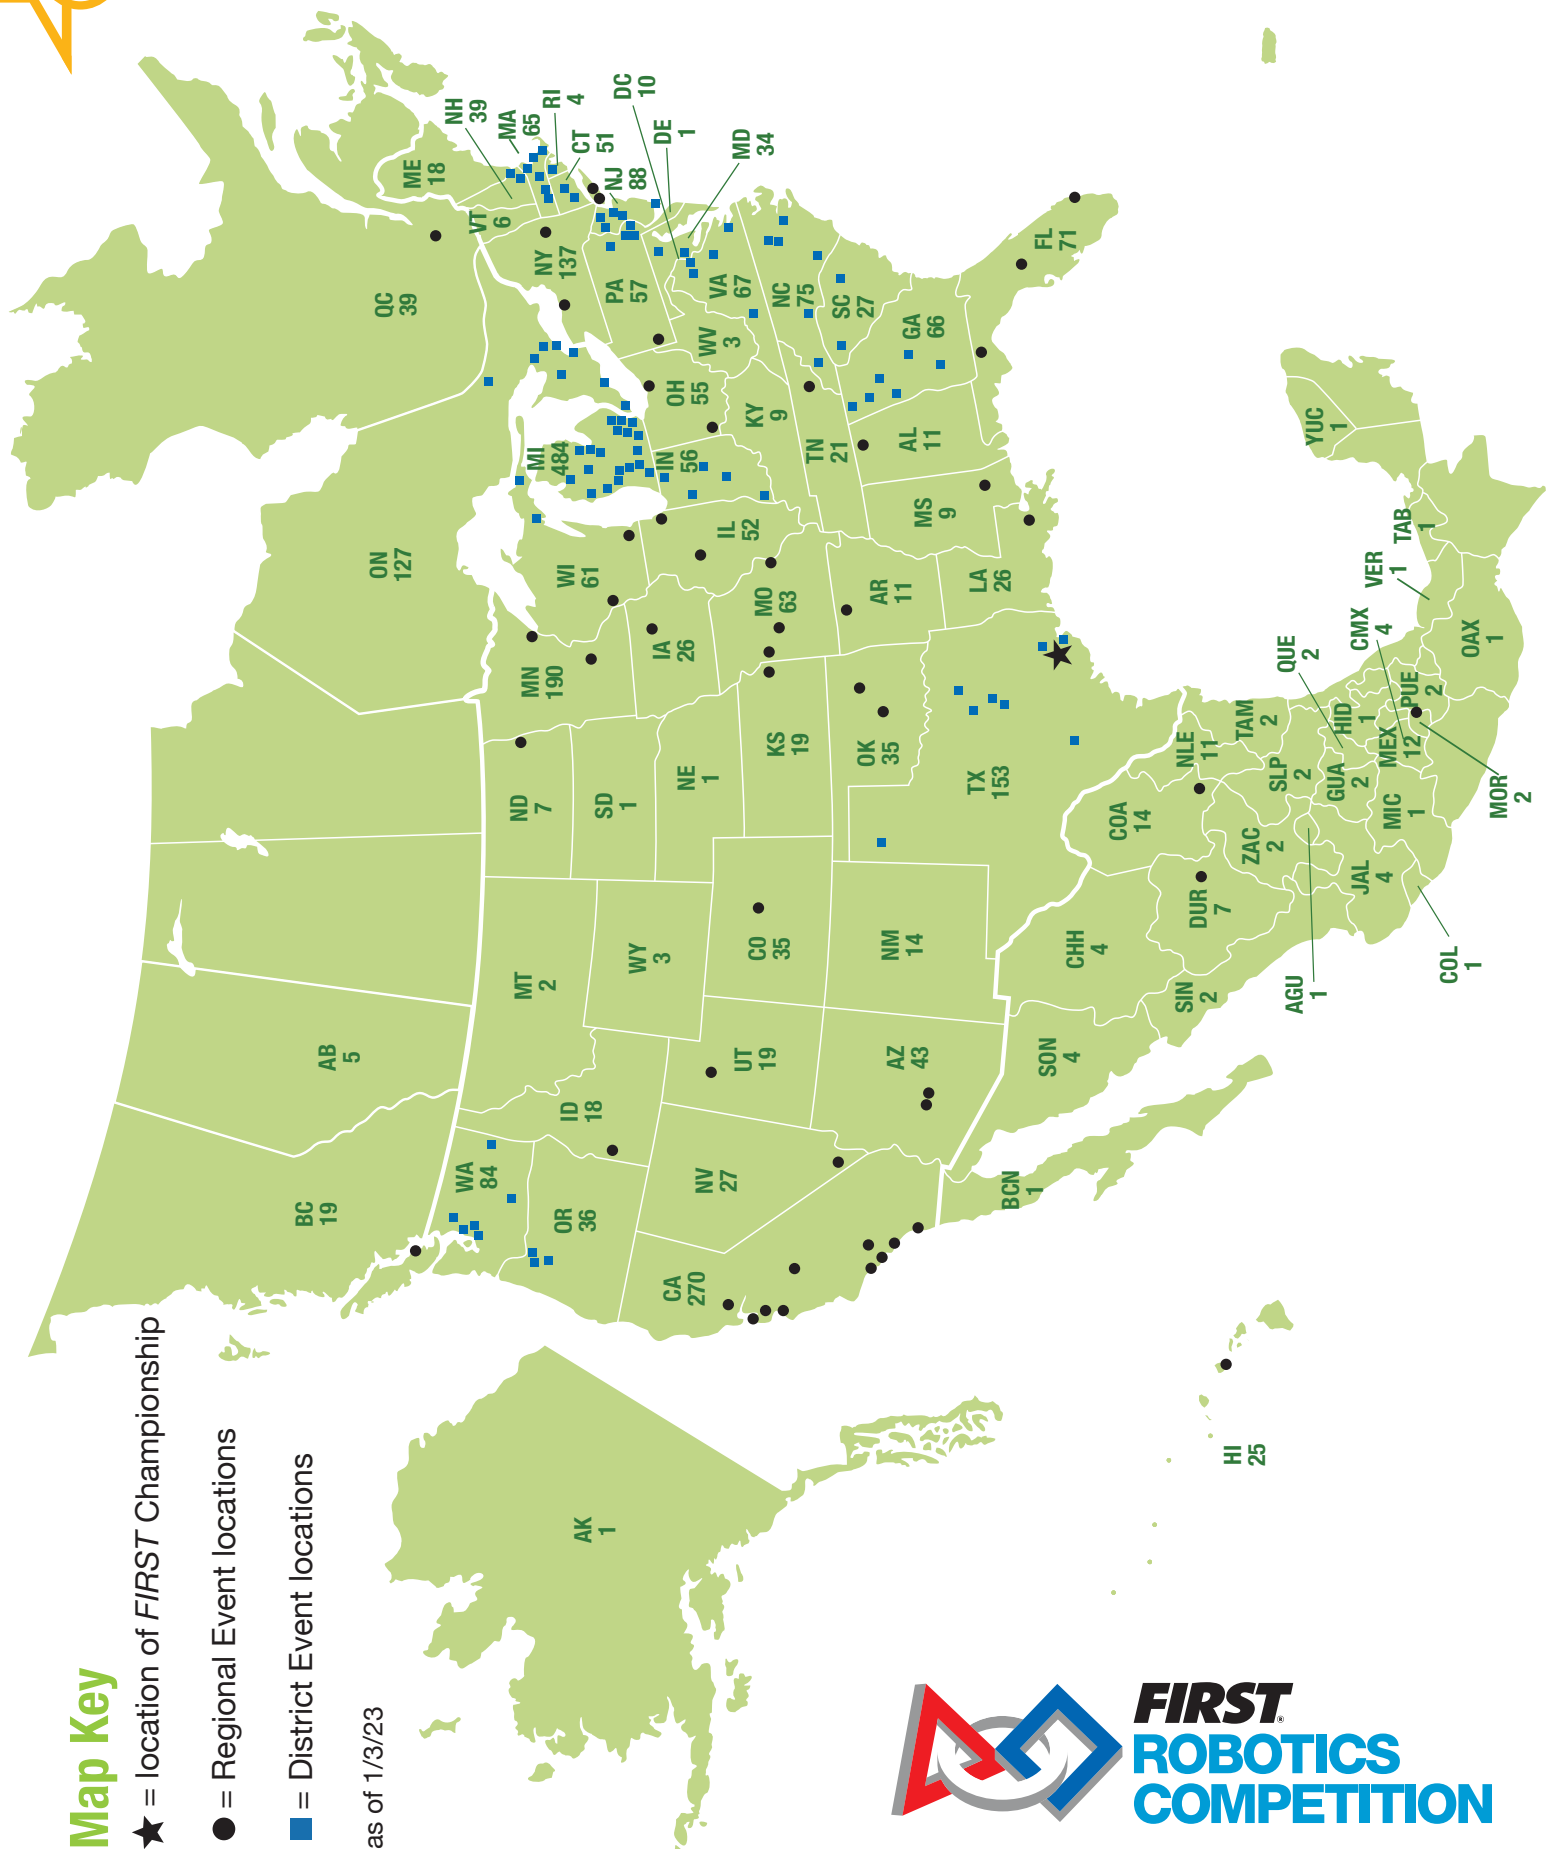 Map Key
★ = location of FIRST Championship
● = Regional Event locations
■ = District Event locations
as of 1/3/23
AK
1
HI
25
BC
19
AB
5
ON
127
QC
39
WA
84
OR
36
CA
270
ID
18
NV
27
MT
2
WY
3
UT
19
AZ
43
CO
35
NM
14
ND
7
SD
1
NE
1
KS
19
OK
35
TX
153
MN
190
IA
26
MO
63
AR
11
LA
26
WI
61
IL
52
MS
9
MI
484
IN
56
KY
9
TN
21
AL
11
OH
55
WV
3
GA
66
SC
27
NC
75
VA
67
PA
57
NY
137
FL
71
VT
6
ME
18
NH
39
MA
65
RI
4
CT
51
NJ
88
DC
10
DE
1
MD
34
BCN
1
SON
4
CHH
4
SIN
2
COA
14
DUR
7
NLE
11
TAM
2
ZAC
2
SLP
2
AGU
1
JAL
4
COL
1
GUA
2
QUE
2
HID
1
MIC
1
MEX
12
CMX
4
MOR
2
PUE
2
VER
1
OAX
1
TAB
1
YUC
1
FIRST®
ROBOTICS
COMPETITION